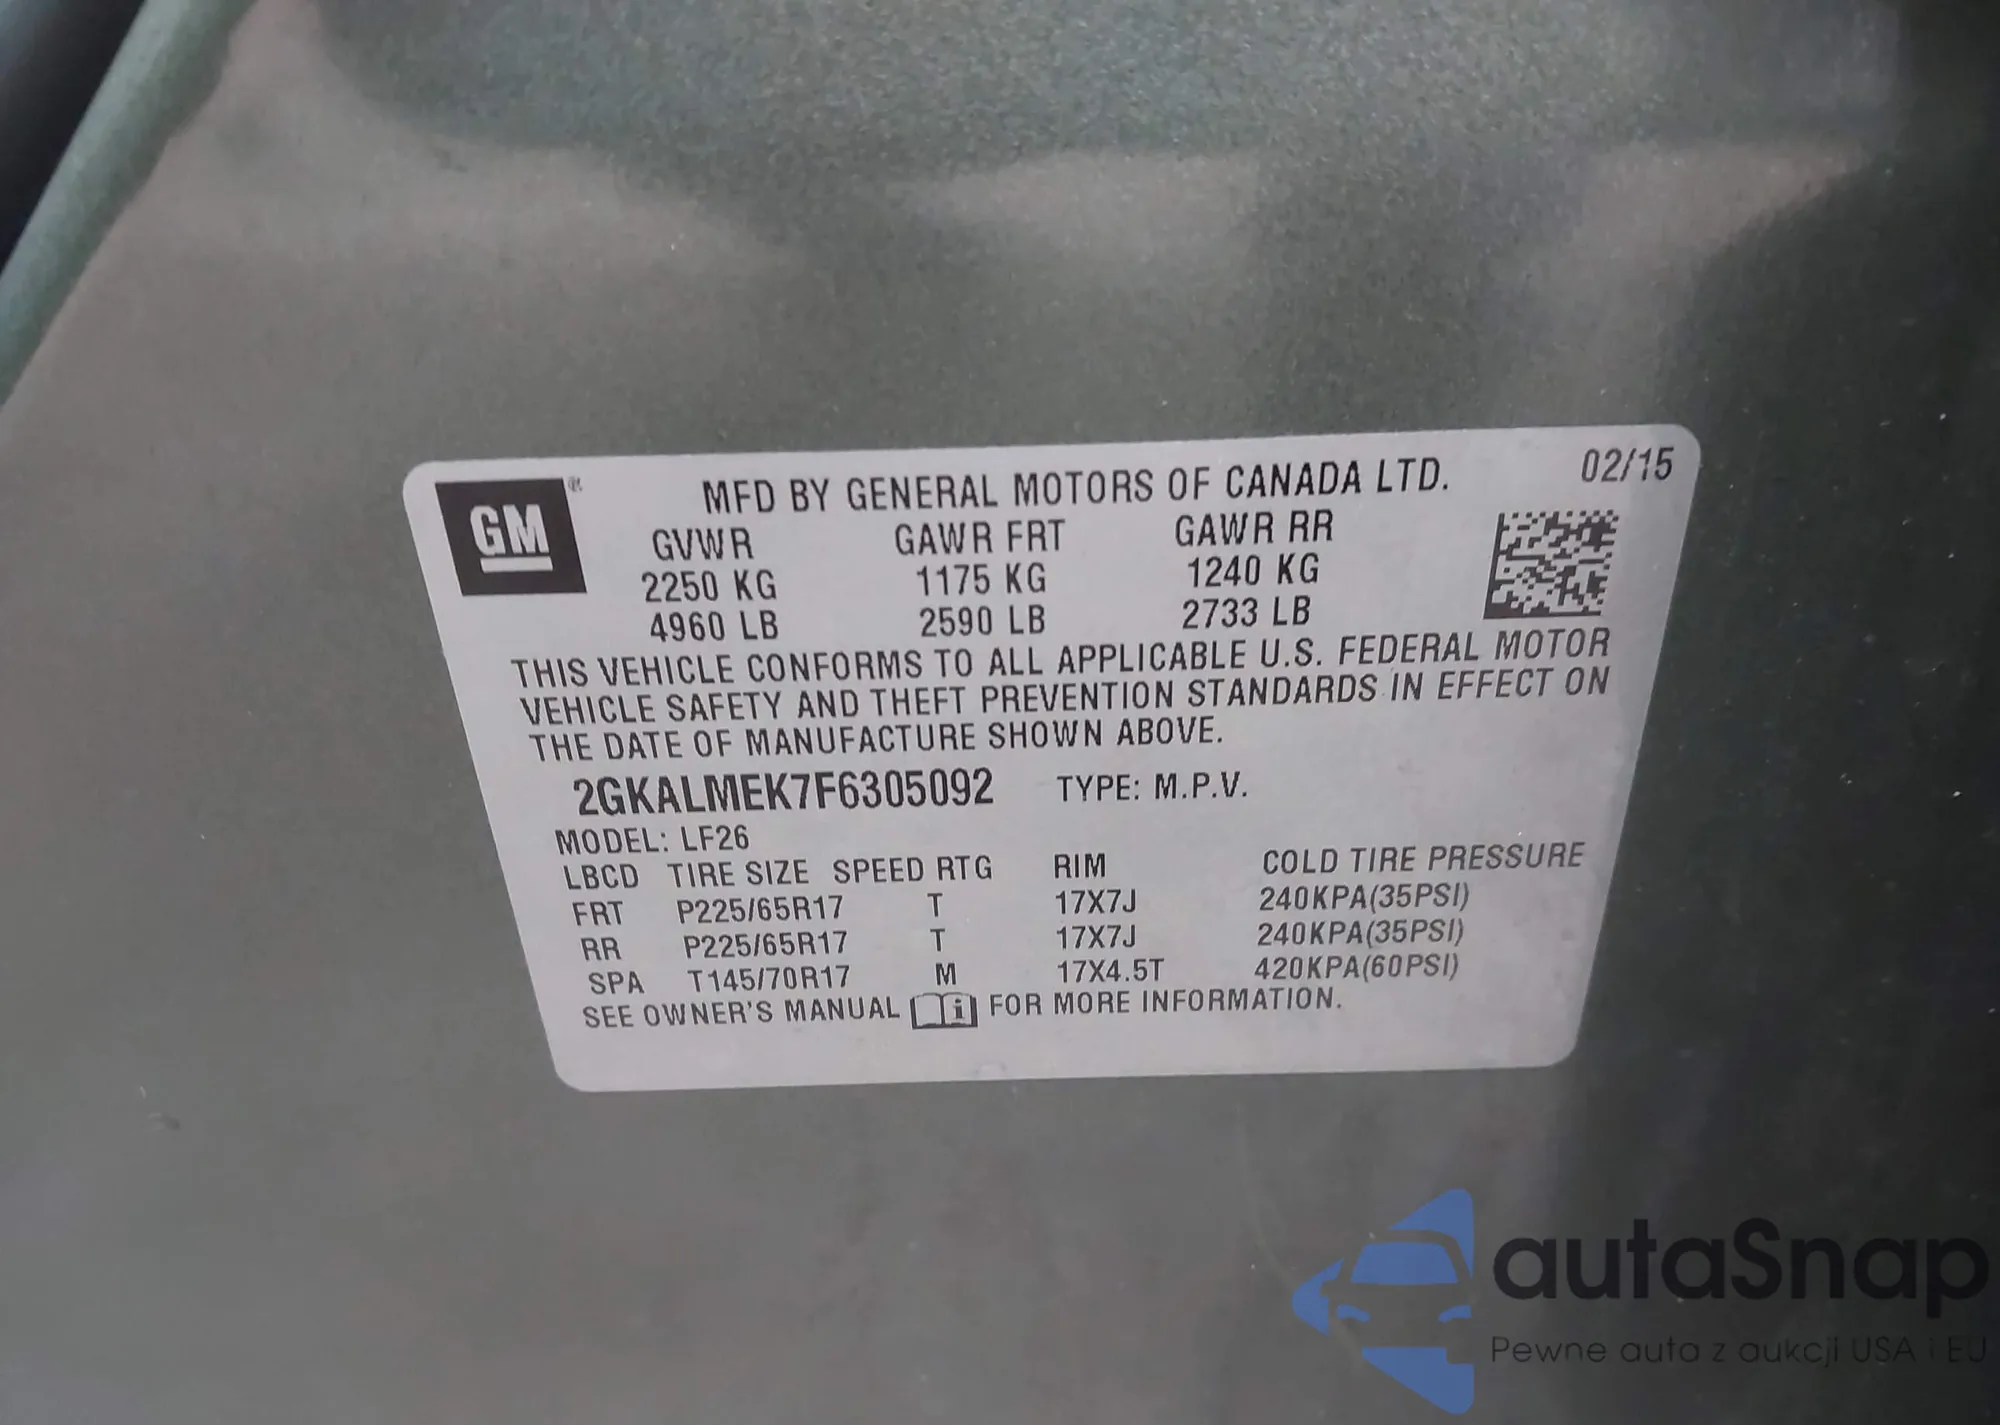 GM ®
MFD BY GENERAL MOTORS OF CANADA LTD. 02/15
GVWR GAWR FRT GAWR RR
2250 KG 1175 KG 1240 KG
4960 LB 2590 LB 2733 LB
THIS VEHICLE CONFORMS TO ALL APPLICABLE U.S. FEDERAL MOTOR
VEHICLE SAFETY AND THEFT PREVENTION STANDARDS IN EFFECT ON
THE DATE OF MANUFACTURE SHOWN ABOVE.
2GKALMEK7F6305092 TYPE: M.P.V.
MODEL: LF26
LBCD TIRE SIZE SPEED RTG RIM COLD TIRE PRESSURE
FRT P225/65R17 T 17X7J 240KPA(35PSI)
RR P225/65R17 T 17X7J 240KPA(35PSI)
SPA T145/70R17 M 17X4.5T 420KPA(60PSI)
SEE OWNER'S MANUAL i FOR MORE INFORMATION.
autaSnap
Pewne auta z aukcji USA i EU